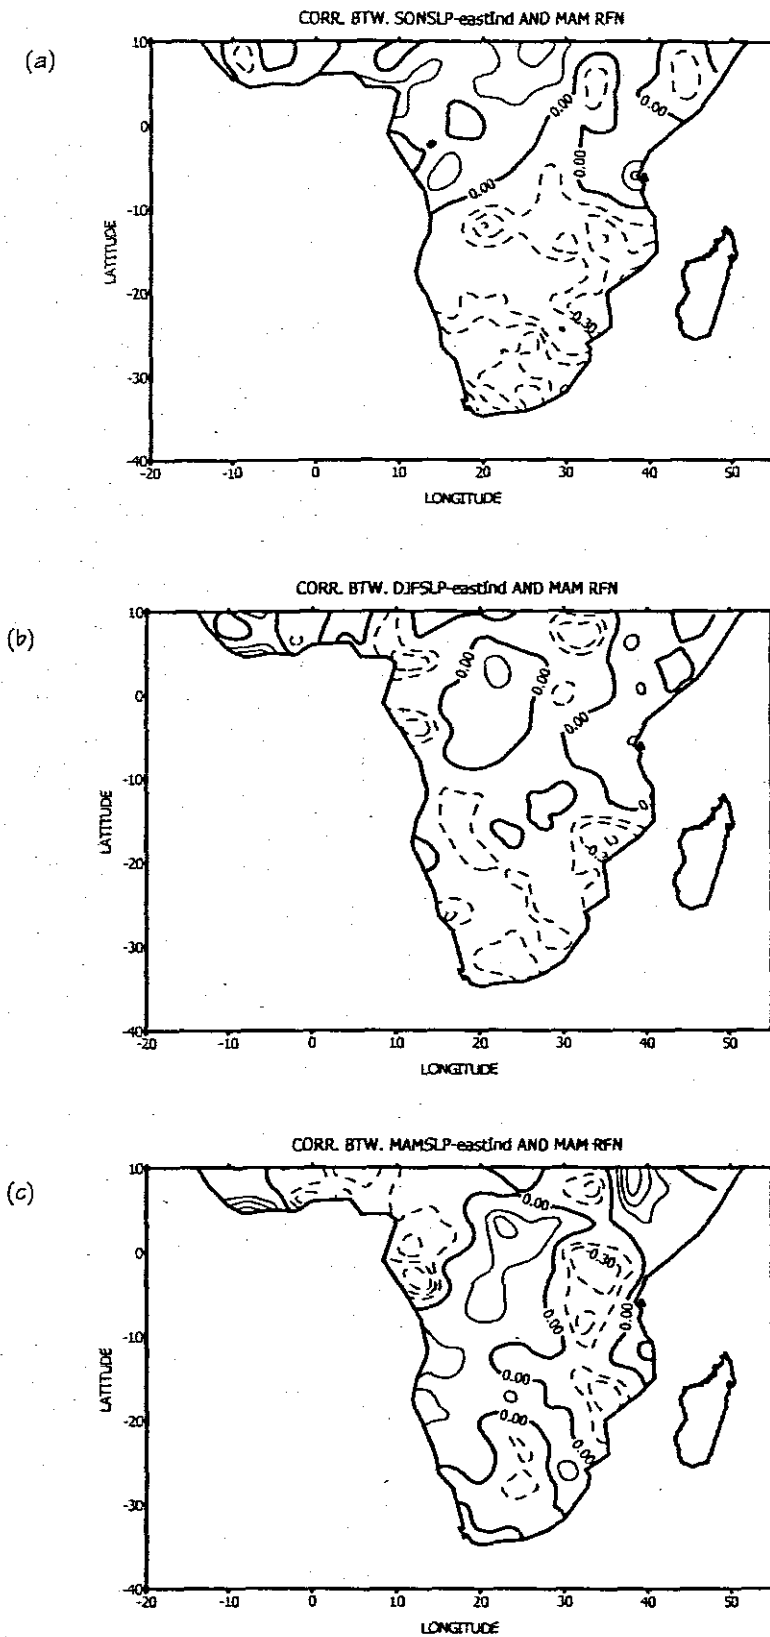 CORR. BTW. SONSLP-eastInd AND MAM RFN
(a)
10
0
-10
-20
-30
-40
LATITUDE
0.00
0.00
0.00
0.00
-0.30
-20 -10 0 10 20 30 40 50
LONGITUDE
CORR. BTW. DJFSLP-eastInd AND MAM RFN
(b)
10
0
-10
-20
-30
-40
LATITUDE
0.00
0.00
0.00
0.00
0
-0.3
-20 -10 0 10 20 30 40 50
LONGITUDE
CORR. BTW. MAMSLP-eastInd AND MAM RFN
(c)
10
0
-10
-20
-30
-40
LATITUDE
0.00
-0.30
0.00
0.00
0.00
0.00
0.00
-20 -10 0 10 20 30 40 50
LONGITUDE